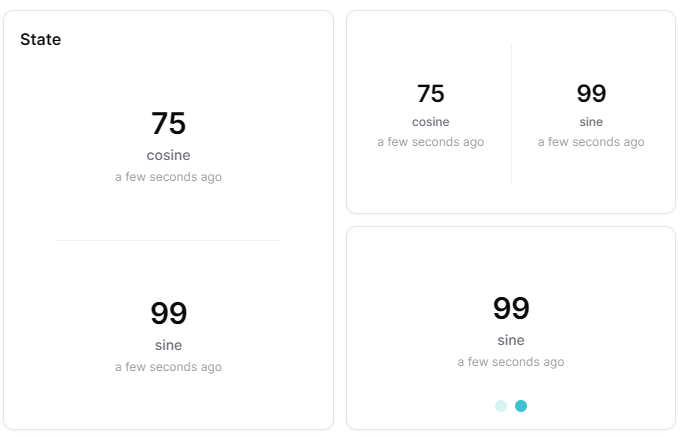 State
75
cosine
a few seconds ago
99
sine
a few seconds ago
75
cosine
a few seconds ago
99
sine
a few seconds ago
99
sine
a few seconds ago